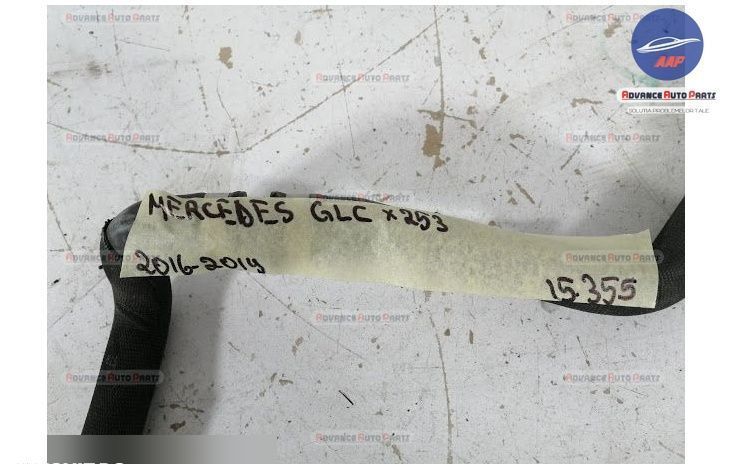 AAP
ADVANCE AUTO PARTS
SOLUTIA PROBLEMELOR TALE
MERCEDES GLC x253
2016-2019
15.355